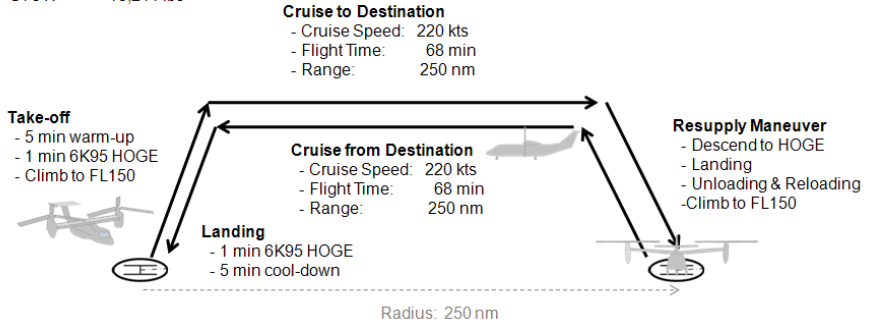 Cruise to Destination
- Cruise Speed: 220 kts
- Flight Time: 68 min
- Range: 250 nm
Take-off
- 5 min warm-up
- 1 min 6K95 HOGE
- Climb to FL150
Cruise from Destination
- Cruise Speed: 220 kts
- Flight Time: 68 min
- Range: 250 nm
Resupply Maneuver
- Descend to HOGE
- Landing
- Unloading & Reloading
-Climb to FL150
Landing
- 1 min 6K95 HOGE
- 5 min cool-down
Radius: 250 nm